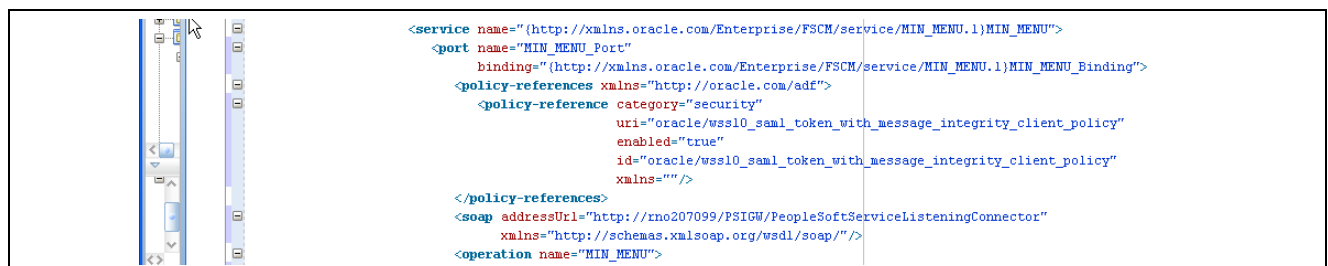 <service name="{http://xmlns.oracle.com/Enterprise/FSCM/service/MIN_MENU.1}MIN_MENU">
<port name="MIN_MENU_Port"
binding="{http://xmlns.oracle.com/Enterprise/FSCM/service/MIN_MENU.1}MIN_MENU_Binding">
<policy-references xmlns="http://oracle.com/adf">
<policy-reference category="security"
uri="oracle/wss10_saml_token_with_message_integrity_client_policy"
enabled="true"
id="oracle/wss10_saml_token_with_message_integrity_client_policy"
xmlns=""/>
</policy-references>
<soap addressUrl="http://rno207099/PSIGW/PeopleSoftServiceListeningConnector"
xmlns="http://schemas.xmlsoap.org/wsdl/soap/"/>
<operation name="MIN_MENU">